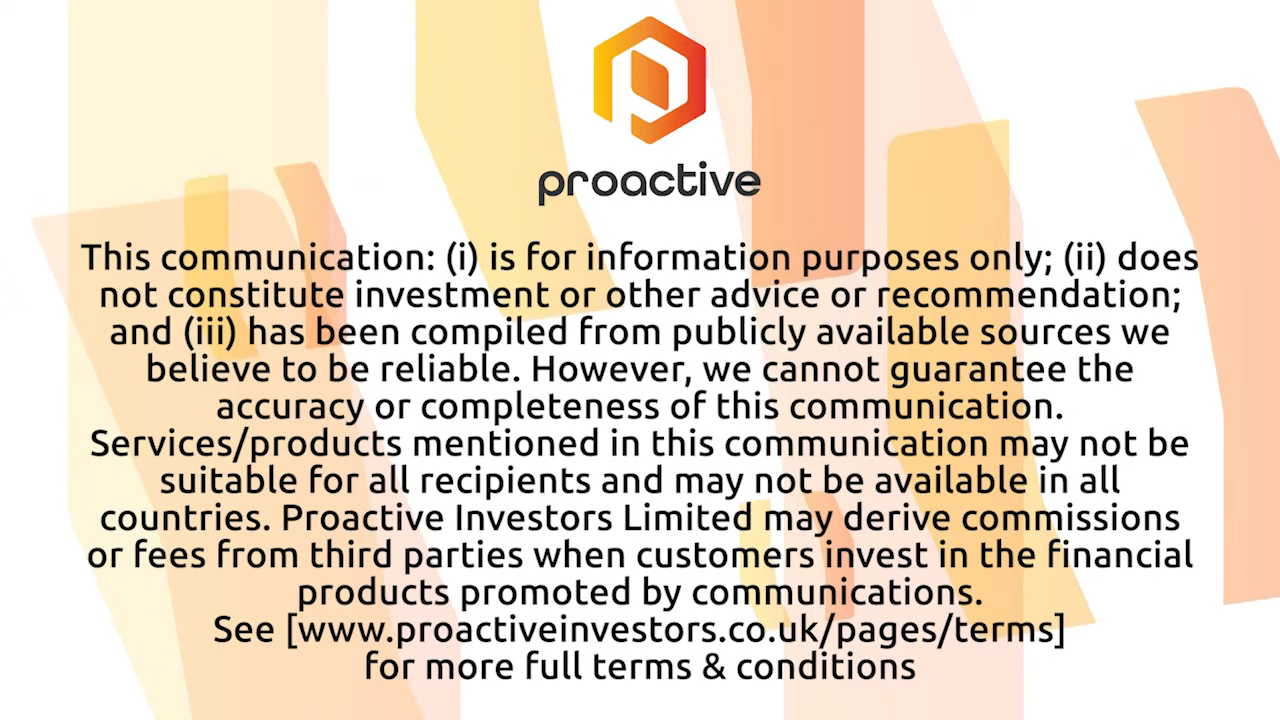 proactive
This communication: (i) is for information purposes only; (ii) does
not constitute investment or other advice or recommendation;
and (iii) has been compiled from publicly available sources we
believe to be reliable. However, we cannot guarantee the
accuracy or completeness of this communication.
Services/products mentioned in this communication may not be
suitable for all recipients and may not be available in all
countries. Proactive Investors Limited may derive commissions
or fees from third parties when customers invest in the financial
products promoted by communications.
See [www.proactiveinvestors.co.uk/pages/terms]
for more full terms & conditions